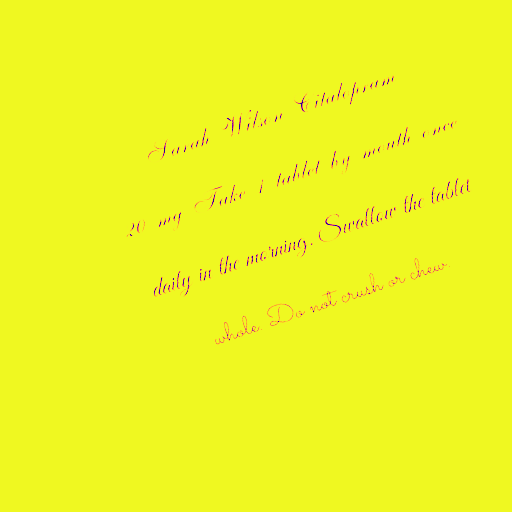 Sarah Wilson Citalopram
20 mg Take 1 tablet by mouth once
daily in the morning. Swallow the tablet
whole. Do not crush or chew.